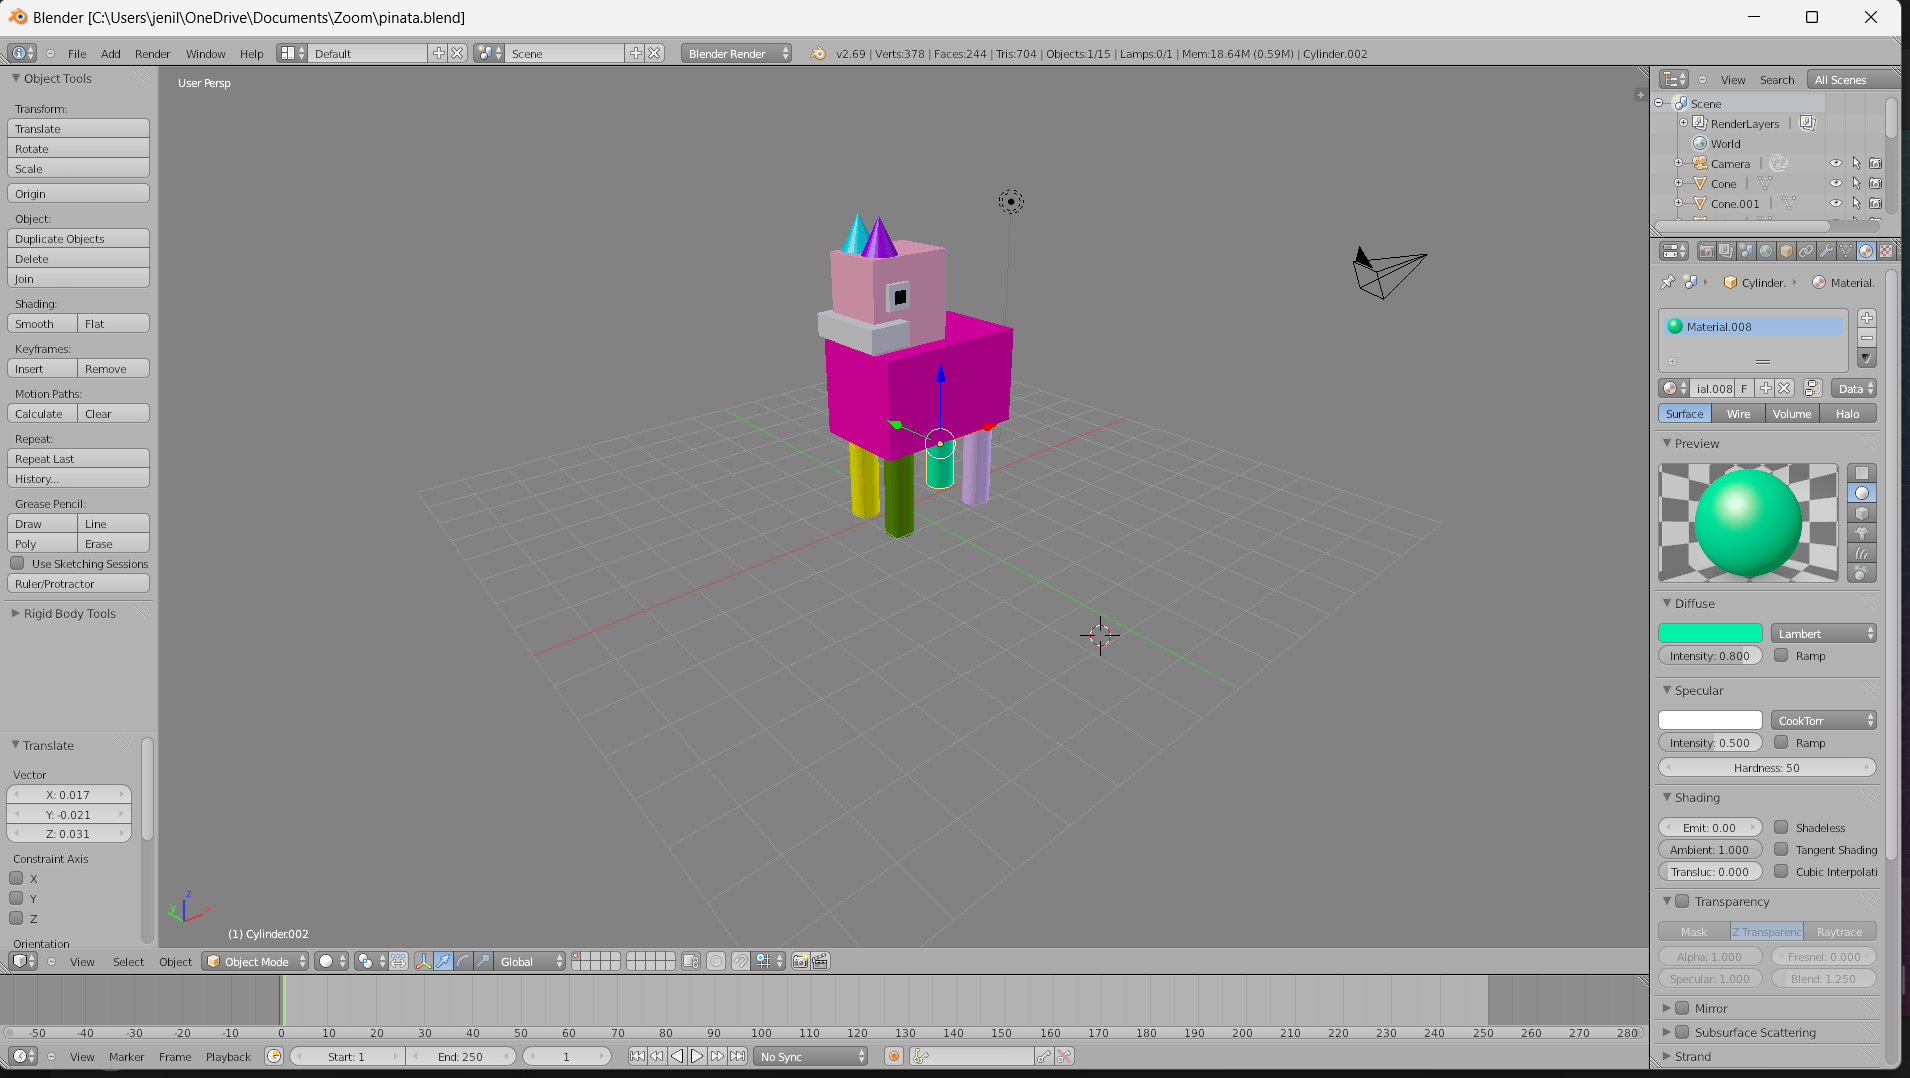 Blender [C:\Users\jenil\OneDrive\Documents\Zoom\pinata.blend]
File Add Render Window Help Default Scene Blender Render v2.69 | Verts:378 | Faces:244 | Tris:704 | Objects:1/15 | Lamps:0/1 | Mem:18.64M (0.59M) | Cylinder.002
Object Tools
Transform:
Translate
Rotate
Scale
Origin
Object:
Duplicate Objects
Delete
Join
Shading:
Smooth Flat
Keyframes:
Insert Remove
Motion Paths:
Calculate Clear
Repeat:
Repeat Last
History...
Grease Pencil:
Draw Line
Poly Erase
Use Sketching Sessions
Ruler/Protractor
Rigid Body Tools
Translate
Vector
X: 0.017
Y: -0.021
Z: 0.031
Constraint Axis
X
Y
Z
Orientation
User Persp
z
y x
(1) Cylinder.002
View Select Object Object Mode Global
-50 -40 -30 -20 -10 0 10 20 30 40 50 60 70 80 90 100 110 120 130 140 150 160 170 180 190 200 210 220 230 240 250 260 270 280
View Marker Frame Playback Start: 1 End: 250 1 No Sync
View Search All Scenes
Scene
RenderLayers |
World
Camera |
Cone |
Cone.001 |
Cylinder. Material.
Material.008
ial.008 F Data
Surface Wire Volume Halo
Preview
Diffuse
Lambert
Intensity: 0.800 Ramp
Specular
CookTorr
Intensity: 0.500 Ramp
Hardness: 50
Shading
Emit: 0.00 Shadeless
Ambient: 1.000 Tangent Shading
Transluc: 0.000 Cubic Interpolati
Transparency
Mask Z Transparenc Raytrace
Alpha: 1.000 Fresnel: 0.000
Specular: 1.000 Blend: 1.250
Mirror
Subsurface Scattering
Strand